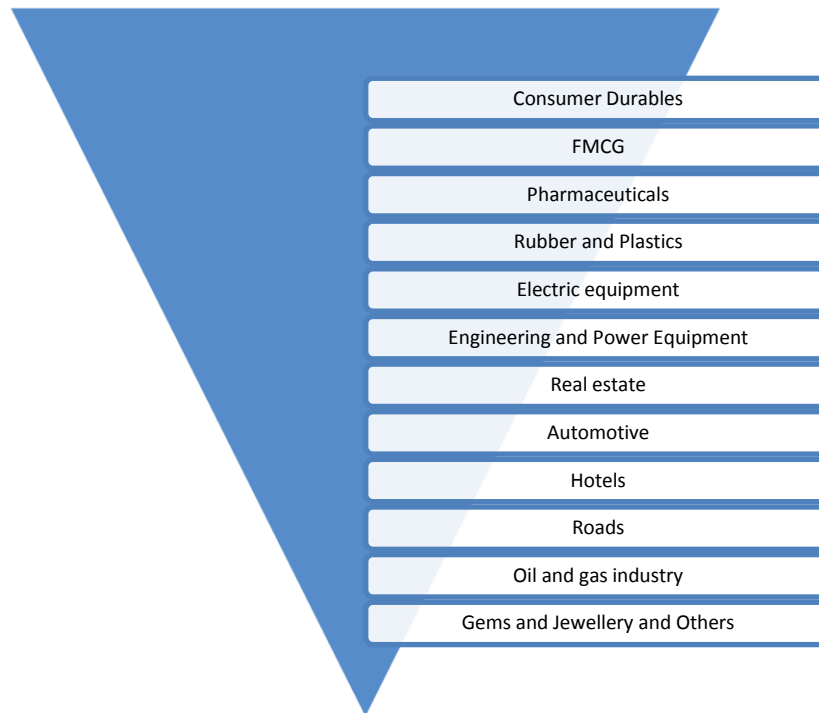 Consumer Durables
FMCG
Pharmaceuticals
Rubber and Plastics
Electric equipment
Engineering and Power Equipment
Real estate
Automotive
Hotels
Roads
Oil and gas industry
Gems and Jewellery and Others